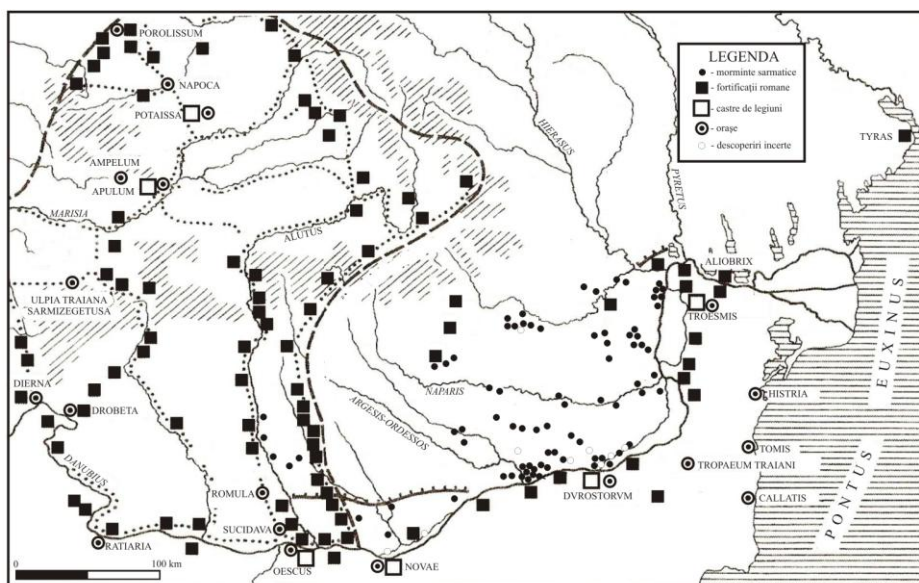 POROLISSUM
NAPOCA
POTAISSA
AMPELUM
APULUM
MARISIA
ALUTUS
ULPIA TRAIANA
SARMIZEGETUSA
DIERNA
DROBETA
DANUBIUS
RATIARIA
ROMULA
SUCIDAVA
OESCUS
NOVAE
HIERASUS
PYRETUS
LEGENDA
- morminte sarmatice
- fortificații romane
- castre de legiuni
- orașe
- descoperiri incerte
TYRAS
ALIOBRIX
TROESMIS
NAPARIS
ARGESIS-ORDESSOS
HISTRIA
TOMIS
TROPAEUM TRAIANI
DVROSTORVM
CALLATIS
PONTUS EUXINUS
0 100 km